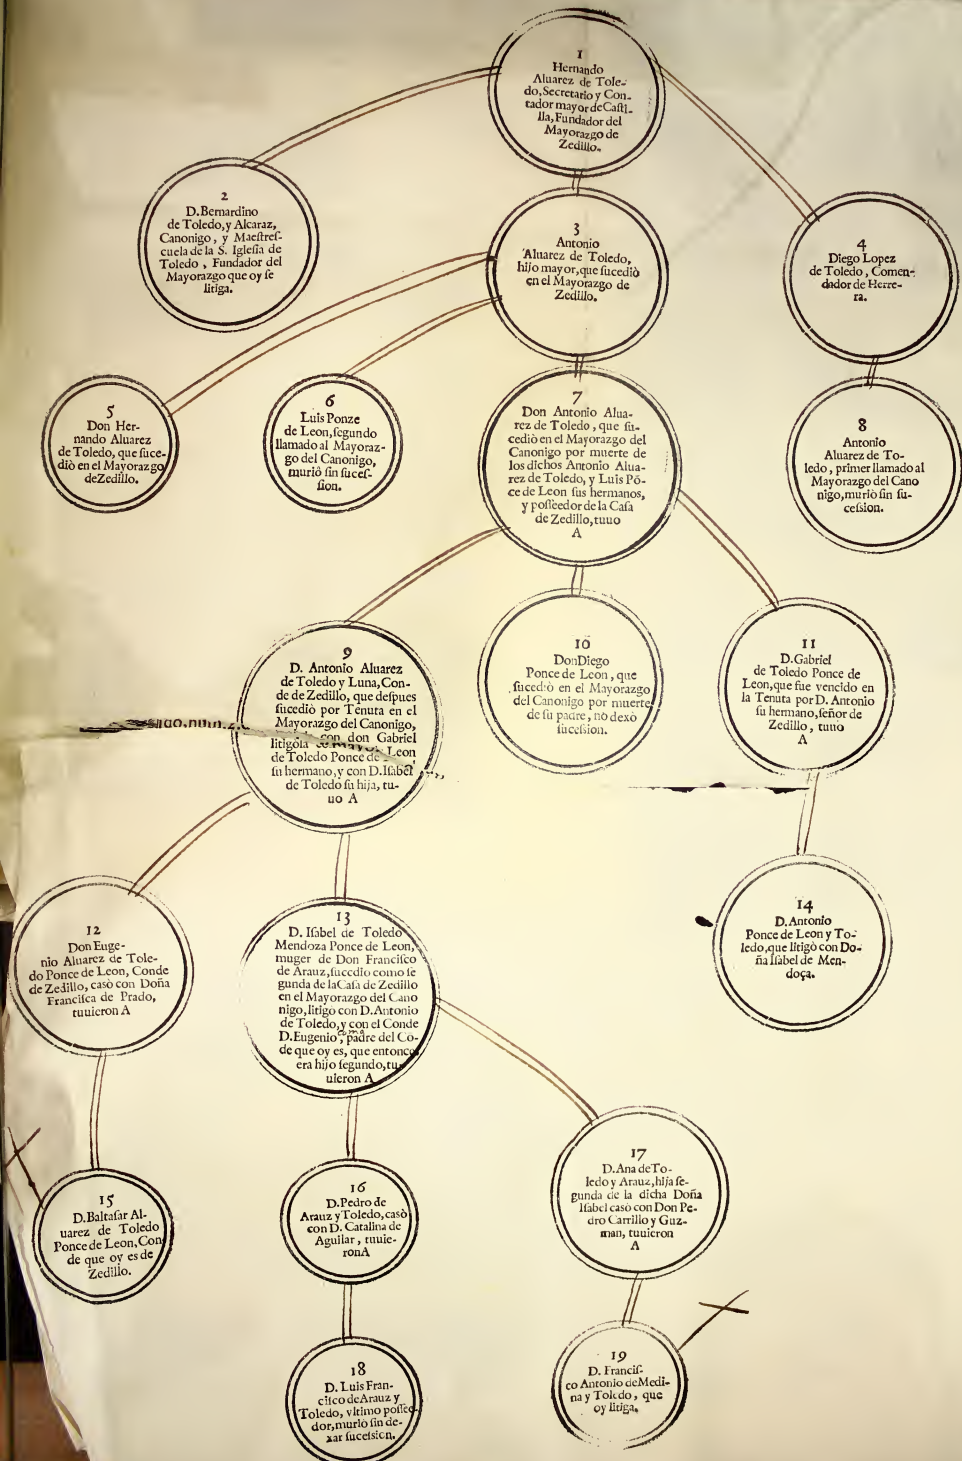 1
Hernando
Aluarez de Tole-
do, Secretario y Con-
tador mayor de Casti-
lla, Fundador del
Mayorazgo de
Zedillo.
2
D. Bernardino
de Toledo, y Alcaraz,
Canonigo, y Maeſtreſ-
cuela de la S. Igleſia de
Toledo, Fundador del
Mayorazgo que oy ſe
litiga.
3
Antonio
Aluarez de Toledo,
hijo mayor, que ſucediò
en el Mayorazgo de
Zedillo.
4
Diego Lopez
de Toledo, Comen-
dador de Herre-
ra.
5
Don Her-
nando Aluarez
de Toledo, que ſuce-
diò en el Mayorazgo
de Zedillo.
6
Luis Ponze
de Leon, ſegundo
llamado al Mayoraz-
go del Canonigo,
muriò ſin ſuceſ-
ſion.
7
Don Antonio Alua-
rez de Toledo, que ſu-
cediò en el Mayorazgo del
Canonigo por muerte de
los dichos Antonio Alua-
rez de Toledo, y Luis Pō-
ce de Leon ſus hermanos,
y poſſeedor de la Caſa
de Zedillo, tuuo
A
8
Antonio
Aluarez de To-
ledo, primer llamado al
Mayorazgo del Cano
nigo, muriò ſin ſu-
ceſsion.
9
D. Antonio Aluarez
de Toledo y Luna, Con-
de de Zedillo, que deſpues
ſucediò por Tenuta en el
Mayorazgo del Canonigo,
litigòla con don Gabriel
de Toledo Ponce de Leon
ſu hermano, y con D. Iſabel
de Toledo ſu hija, tu-
uo A
10
Don Diego
Ponce de Leon, que
ſucediò en el Mayorazgo
del Canonigo por muerte
de ſu padre, no dexò
ſuceſsion.
11
D. Gabriel
de Toledo Ponce de
Leon, que fue vencido en
la Tenuta por D. Antonio
ſu hermano, ſeñor de
Zedillo, tuuo
A
12
Don Euge-
nio Aluarez de Tole-
do Ponce de Leon, Conde
de Zedillo, casò con Doña
Franciſca de Prado,
tuuieron A
13
D. Iſabel de Toledo
Mendoza Ponce de Leon,
muger de Don Franciſco
de Arauz, ſucedio como ſe
gunda de la Caſa de Zedillo
en el Mayorazgo del Cano
nigo, litigò con D. Antonio
de Toledo, y con el Conde
D. Eugenio, padre del Co-
de que oy es, que entonces
era hijo ſegundo, tu-
uieron A
14
D. Antonio
Ponce de Leon y To-
ledo, que litigò con Do-
ña Iſabel de Men-
doça.
15
D. Baltaſar Al-
uarez de Toledo
Ponce de Leon, Con
de que oy es de
Zedillo.
16
D. Pedro de
Arauz y Toledo, casò
con D. Catalina de
Aguilar, tuuie-
ron A
17
D. Ana de To-
ledo y Arauz, hija ſe-
gunda de la dicha Doña
Iſabel casò con Don Pe-
dro Carrillo y Guz-
man, tuuieron
A
18
D. Luis Fran-
ciſco de Arauz y
Toledo, vltimo poſſee-
dor, muriò ſin de-
xar ſuceſsion.
19
D. Franciſ-
co Antonio de Medi-
na y Toledo, que
oy litiga.